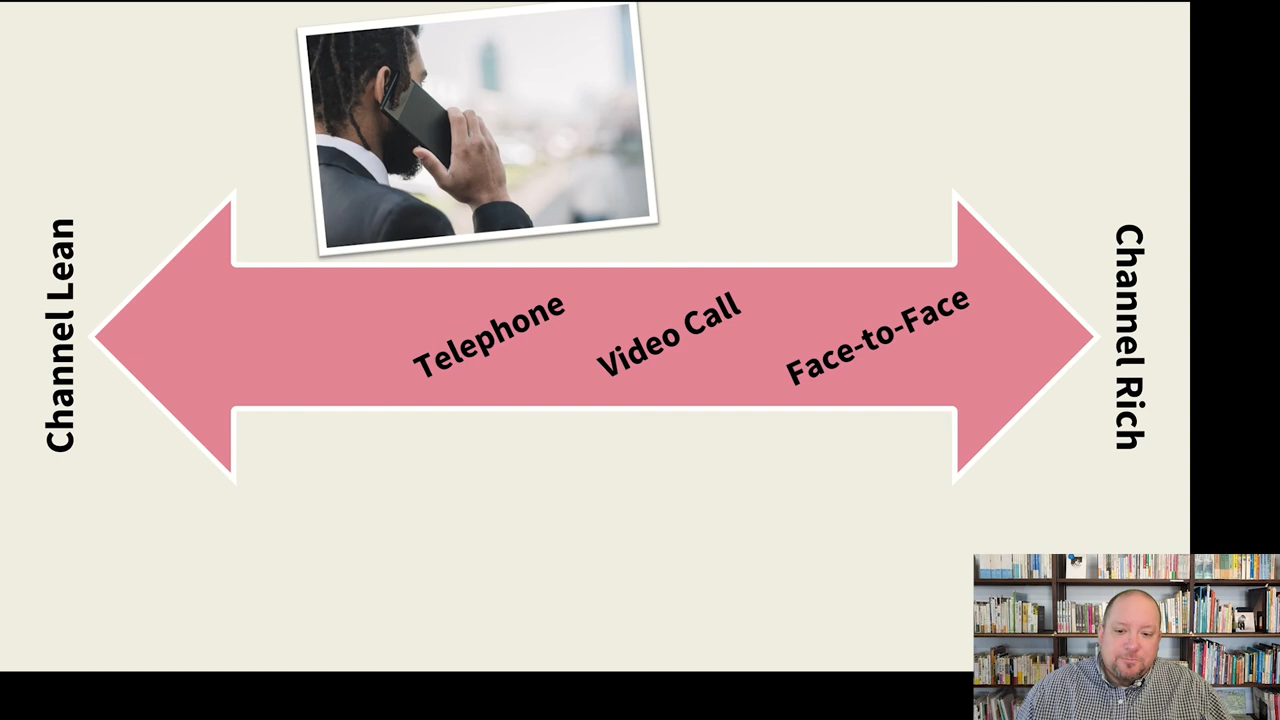 Channel Lean
Telephone
Video Call
Face-to-Face
Channel Rich